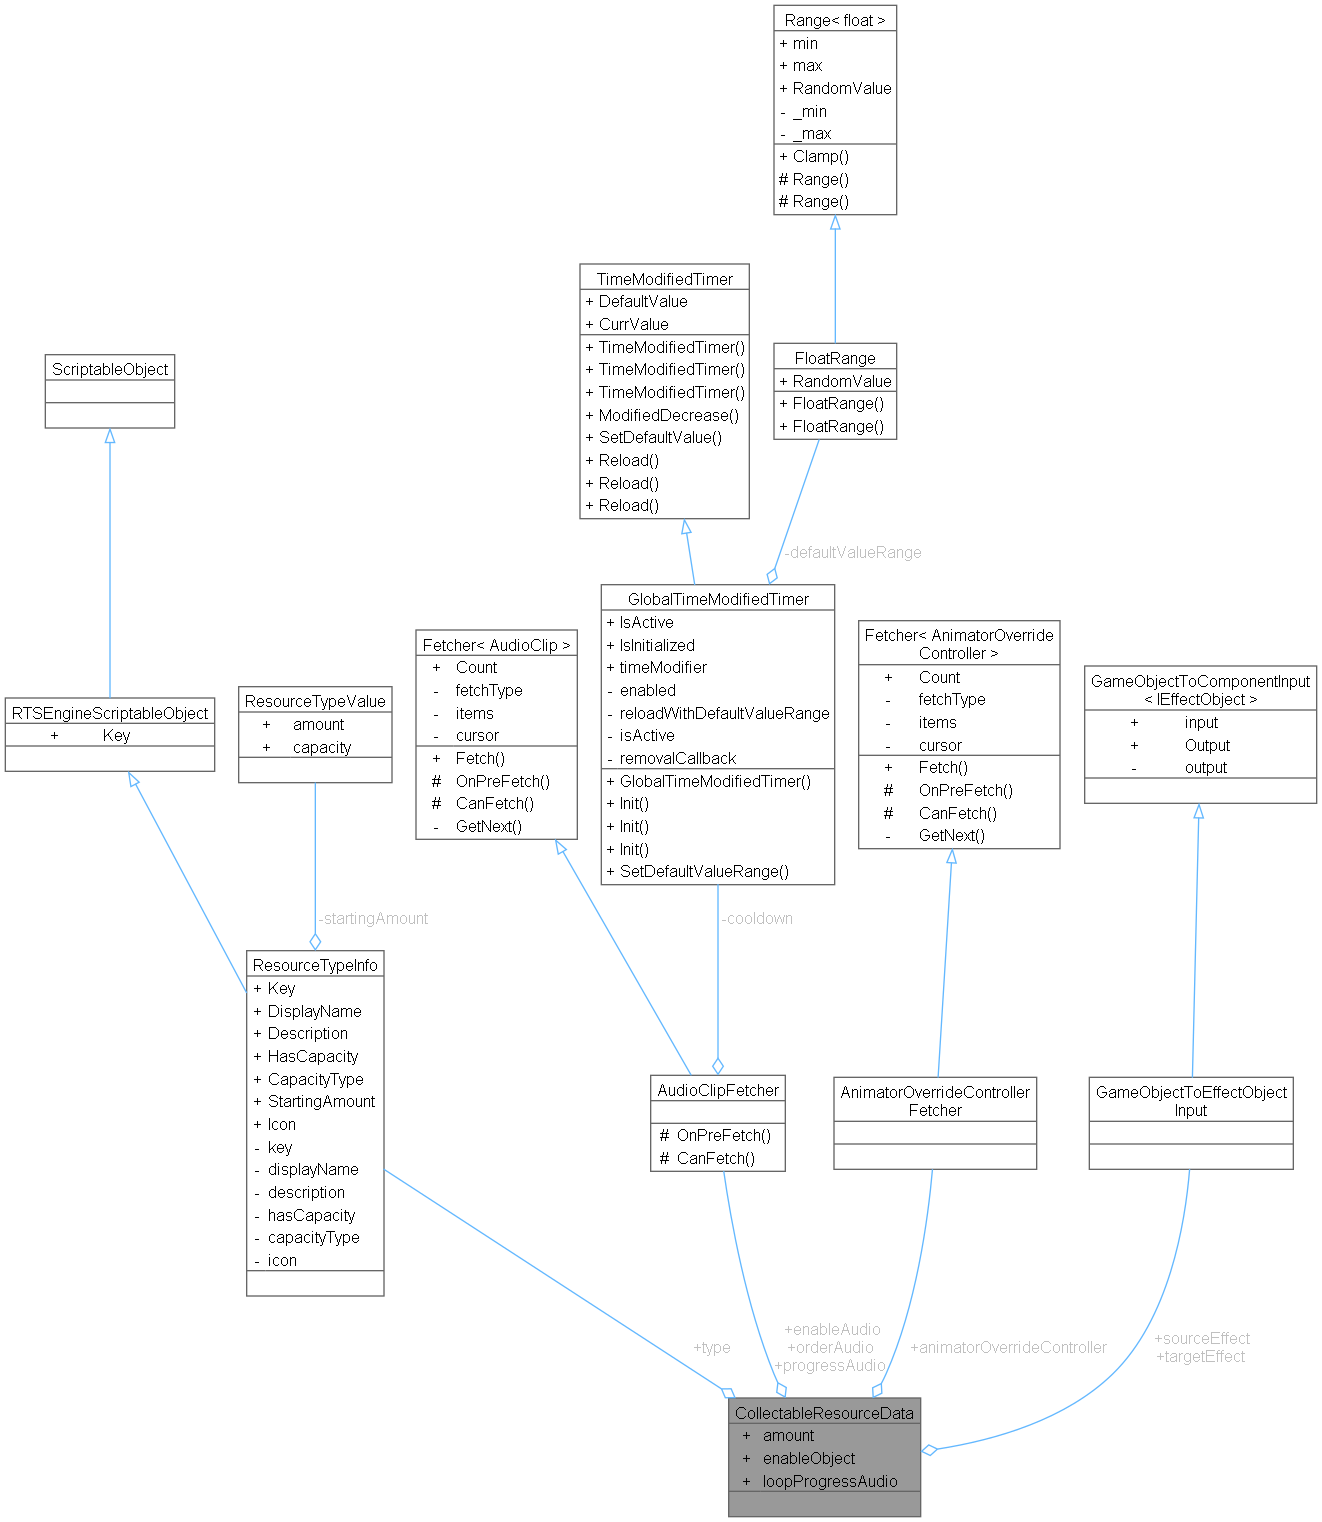 Range< float >
+ min
+ max
+ RandomValue
- _min
- _max
+ Clamp()
# Range()
# Range()
TimeModifiedTimer
+ DefaultValue
+ CurrValue
+ TimeModifiedTimer()
+ TimeModifiedTimer()
+ TimeModifiedTimer()
+ ModifiedDecrease()
+ SetDefaultValue()
+ Reload()
+ Reload()
+ Reload()
FloatRange
+ RandomValue
+ FloatRange()
+ FloatRange()
ScriptableObject
-defaultValueRange
GlobalTimeModifiedTimer
+ IsActive
+ IsInitialized
+ timeModifier
- enabled
- reloadWithDefaultValueRange
- isActive
- removalCallback
+ GlobalTimeModifiedTimer()
+ Init()
+ Init()
+ Init()
+ SetDefaultValueRange()
Fetcher< AudioClip >
+ Count
- fetchType
- items
- cursor
+ Fetch()
# OnPreFetch()
# CanFetch()
- GetNext()
Fetcher< AnimatorOverride
Controller >
+ Count
- fetchType
- items
- cursor
+ Fetch()
# OnPreFetch()
# CanFetch()
- GetNext()
GameObjectToComponentInput
< IEffectObject >
+ input
+ Output
- output
RTSEngineScriptableObject
+ Key
ResourceTypeValue
+ amount
+ capacity
-startingAmount
-cooldown
ResourceTypeInfo
+ Key
+ DisplayName
+ Description
+ HasCapacity
+ CapacityType
+ StartingAmount
+ Icon
- key
- displayName
- description
- hasCapacity
- capacityType
- icon
AudioClipFetcher
# OnPreFetch()
# CanFetch()
AnimatorOverrideController
Fetcher
GameObjectToEffectObject
Input
+type
+enableAudio
+orderAudio
+progressAudio
+animatorOverrideController
+sourceEffect
+targetEffect
CollectableResourceData
+ amount
+ enableObject
+ loopProgressAudio